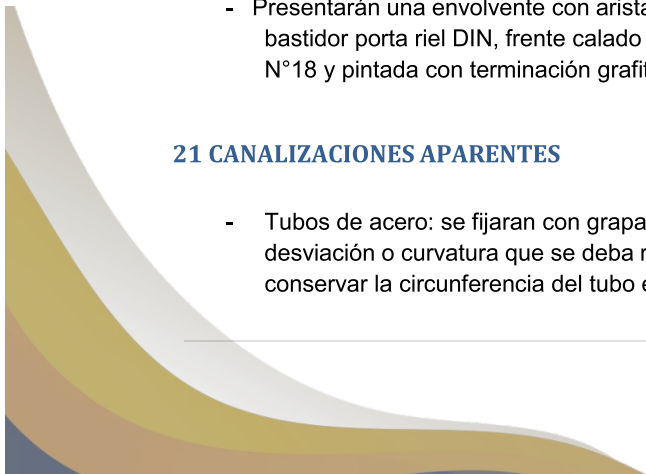 - Presentarán una envolvente con arista
bastidor porta riel DIN, frente calado
N°18 y pintada con terminación grafit
21 CANALIZACIONES APARENTES
- Tubos de acero: se fijaran con grapa
desviación o curvatura que se deba r
conservar la circunferencia del tubo e